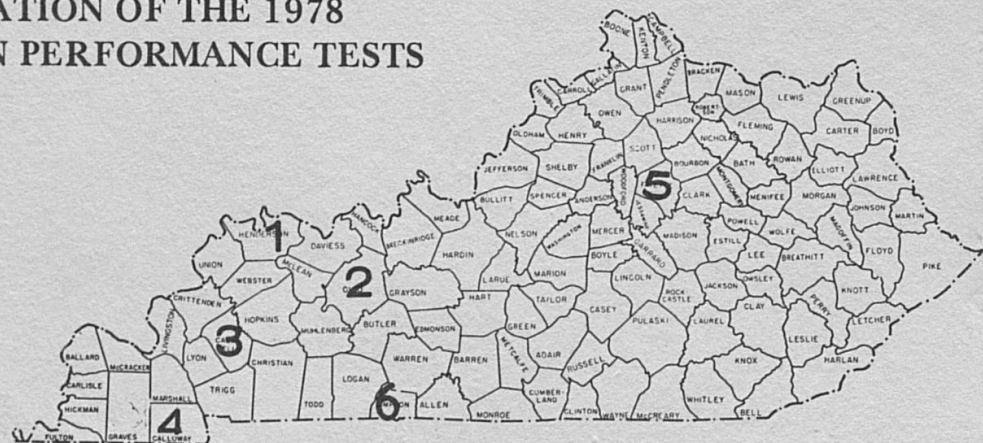 ATION OF THE 1978
N PERFORMANCE TESTS
BOONE KENTON CAMPBELL
GALLATIN
TRIMBLE CARROLL GRANT PENDLETON BRACKEN
OWEN ROBERT-
SON MASON LEWIS GREENUP
OLDHAM HENRY HARRISON FLEMING CARTER BOYD
SCOTT NICHOLAS
JEFFERSON SHELBY FRANKLIN BOURBON BATH ROWAN ELLIOTT LAWRENCE
WOODFORD 5 CLARK MONTGOMERY MENIFEE MORGAN
BULLITT SPENCER ANDERSON JOHNSON MARTIN
HANCOCK MEADE
HENDERSON 1 DAVIESS NELSON WASHINGTON MERCER MADISON POWELL WOLFE MAGOFFIN FLOYD
BRECKINRIDGE HARDIN GARRARD ESTILL LEE BREATHITT PIKE
UNION McLEAN BOYLE
WEBSTER 2 LARUE MARION LINCOLN JACKSON OWSLEY KNOTT
GRAYSON ROCK
CASTLE
CRITTENDEN HART TAYLOR CASEY CLAY PERRY
LIVINGSTON HOPKINS MUHLENBERG BUTLER EDMONSON GREEN PULASKI LAUREL LETCHER
3 LESLIE
BALLARD LYON CHRISTIAN WARREN BARREN METCALFE ADAIR RUSSELL KNOX HARLAN
McCRACKEN
CARLISLE TRIGG LOGAN
HICKMAN MARSHALL TODD 6 ALLEN CUMBER-
LAND WHITLEY
4 MONROE CLINTON WAYNE McCREARY BELL
FULTON GRAVES CALLOWAY